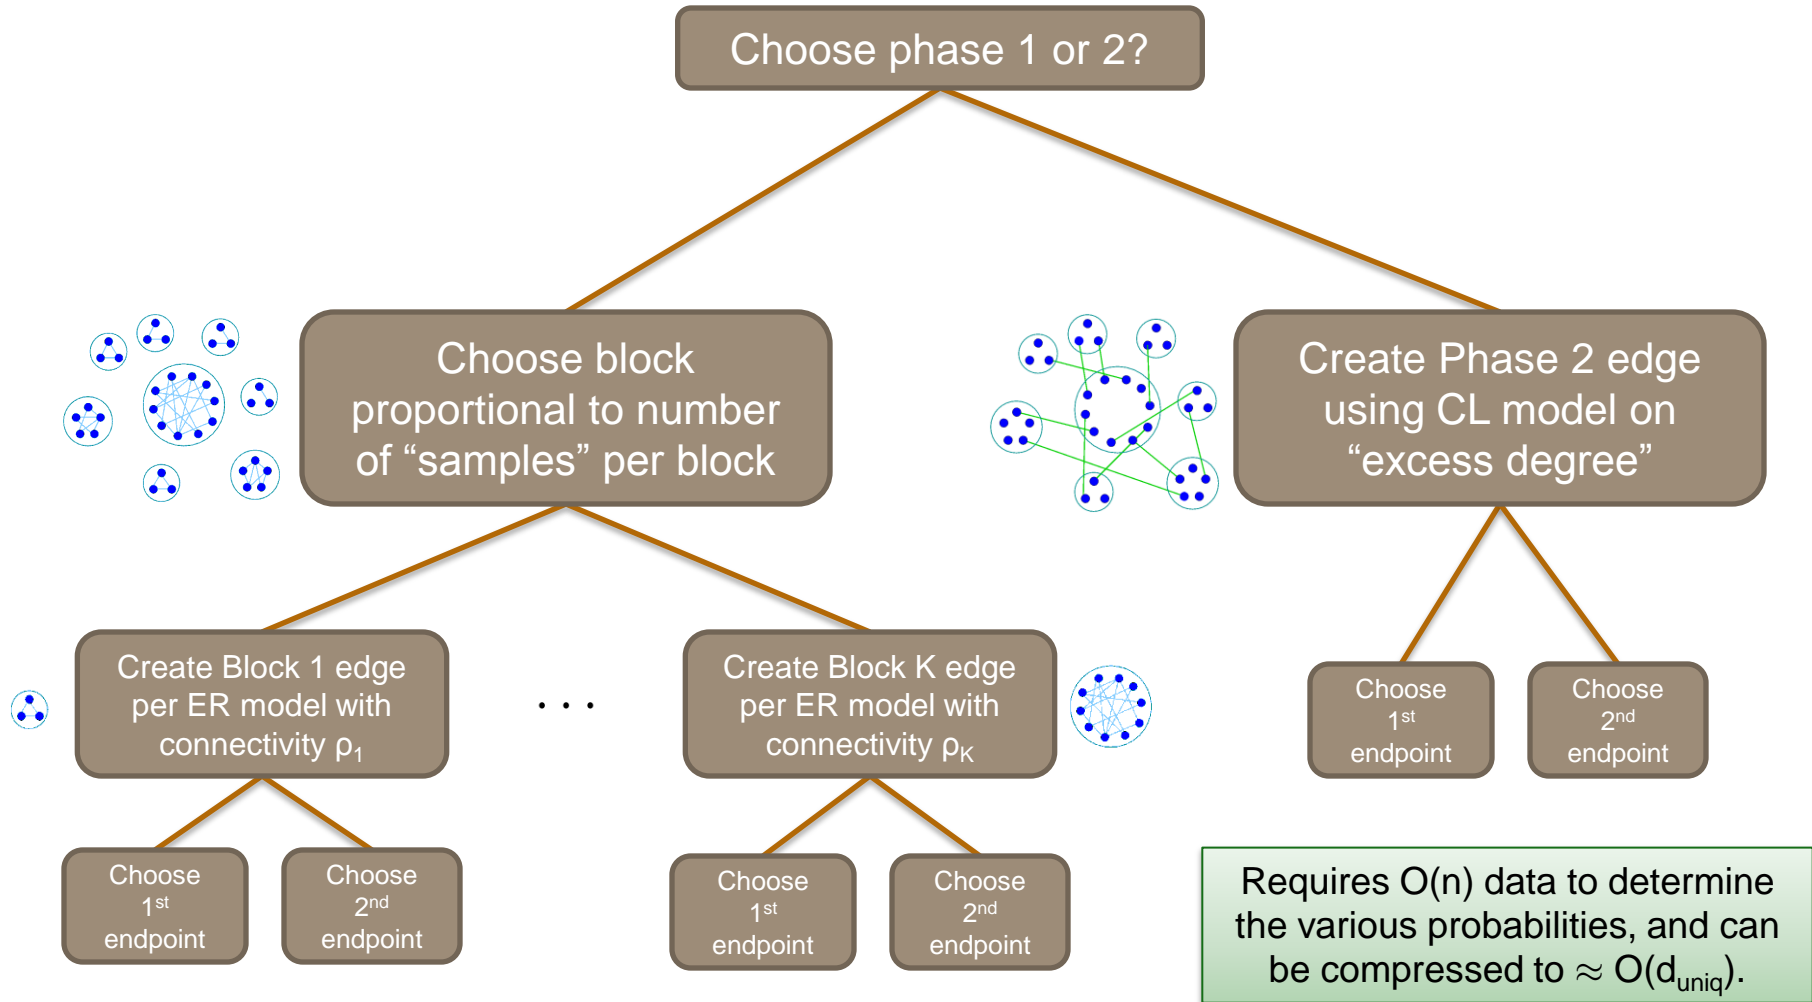 Choose phase 1 or 2?
Choose block
proportional to number
of “samples” per block
Create Phase 2 edge
using CL model on
“excess degree”
Create Block 1 edge
per ER model with
connectivity ρ₁
. . .
Create Block K edge
per ER model with
connectivity ρK
Choose
1st
endpoint
Choose
2nd
endpoint
Choose
1st
endpoint
Choose
2nd
endpoint
Choose
1st
endpoint
Choose
2nd
endpoint
Requires O(n) data to determine
the various probabilities, and can
be compressed to ≈ O(duniq).